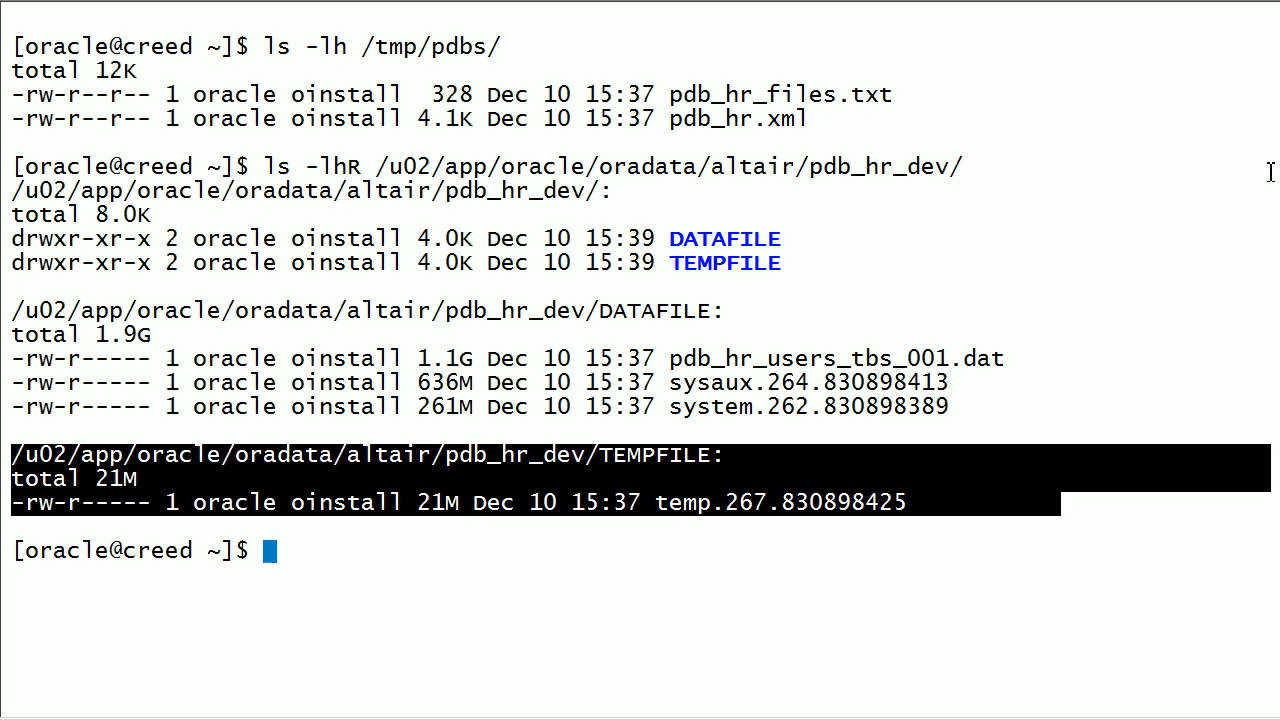 [oracle@creed ~]$ ls -lh /tmp/pdbs/
total 12K
-rw-r--r-- 1 oracle oinstall  328 Dec 10 15:37 pdb_hr_files.txt
-rw-r--r-- 1 oracle oinstall 4.1K Dec 10 15:37 pdb_hr.xml
[oracle@creed ~]$ ls -lhR /u02/app/oracle/oradata/altair/pdb_hr_dev/
/u02/app/oracle/oradata/altair/pdb_hr_dev/:
total 8.0K
drwxr-xr-x 2 oracle oinstall 4.0K Dec 10 15:39 DATAFILE
drwxr-xr-x 2 oracle oinstall 4.0K Dec 10 15:39 TEMPFILE
/u02/app/oracle/oradata/altair/pdb_hr_dev/DATAFILE:
total 1.9G
-rw-r----- 1 oracle oinstall 1.1G Dec 10 15:37 pdb_hr_users_tbs_001.dat
-rw-r----- 1 oracle oinstall 636M Dec 10 15:37 sysaux.264.830898413
-rw-r----- 1 oracle oinstall 261M Dec 10 15:37 system.262.830898389
/u02/app/oracle/oradata/altair/pdb_hr_dev/TEMPFILE:
total 21M
-rw-r----- 1 oracle oinstall 21M Dec 10 15:37 temp.267.830898425
[oracle@creed ~]$